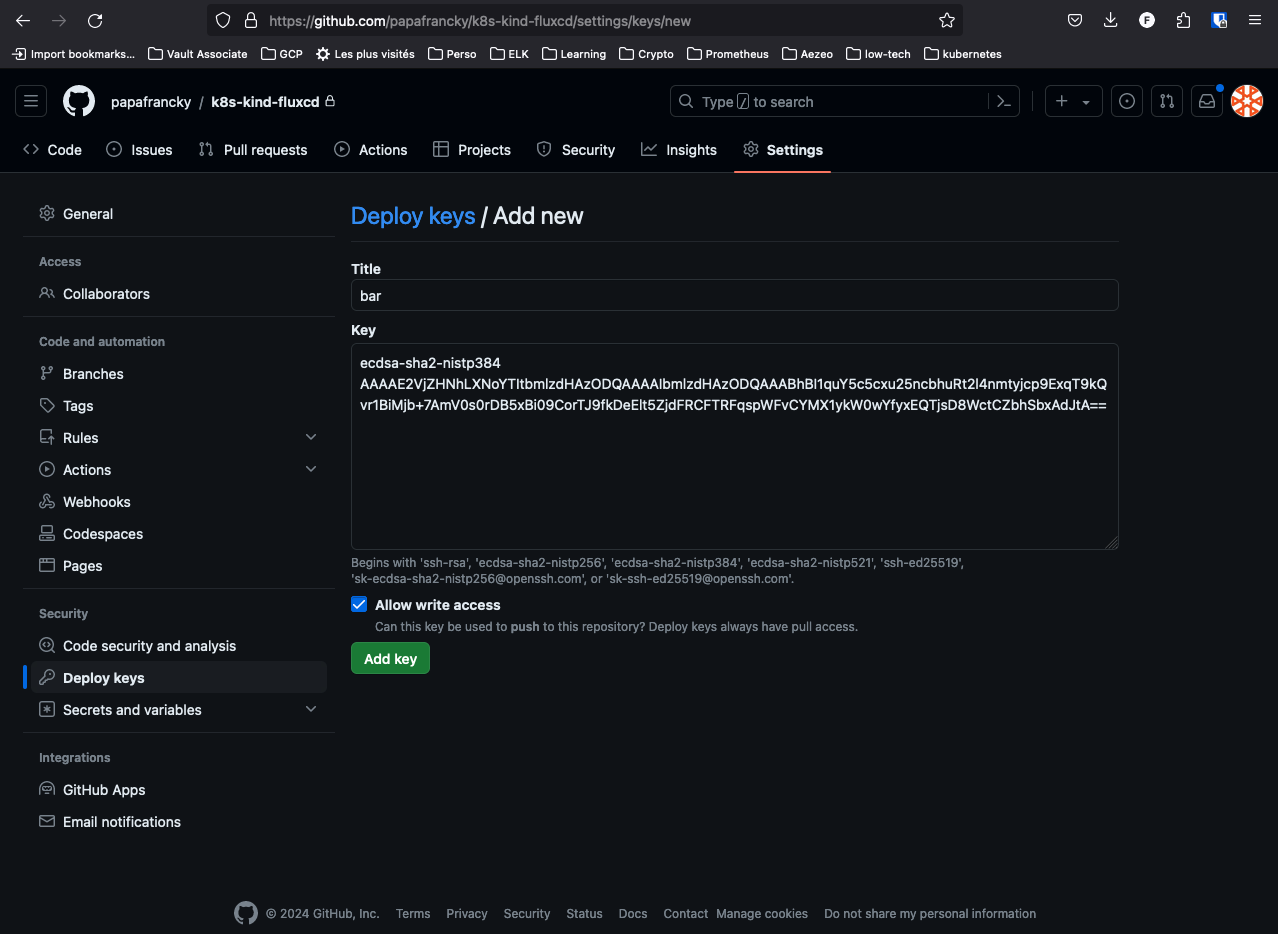 https://github.com/papafrancky/k8s-kind-fluxcd/settings/keys/new
Import bookmarks... Vault Associate GCP Les plus visités Perso ELK Learning Crypto Prometheus Aezeo low-tech kubernetes
papafrancky / k8s-kind-fluxcd Type / to search
Code Issues Pull requests Actions Projects Security Insights Settings
General
Access
Collaborators
Code and automation
Branches
Tags
Rules
Actions
Webhooks
Codespaces
Pages
Security
Code security and analysis
Deploy keys
Secrets and variables
Integrations
GitHub Apps
Email notifications
Deploy keys / Add new
Title
bar
Key
ecdsa-sha2-nistp384
AAAAE2VjZHNhLXNoYTItbmlzdHAzODQAAAAIbmlzdHAzODQAAABhBI1quY5c5cxu25ncbhuRt2l4nmtyjcp9ExqT9kQ
vr1BiMjb+7AmV0s0rDB5xBi09CorTJ9fkDeElt5ZjdFRCFTRFqspWFvCYMX1ykW0wYfyxEQTjsD8WctCZbhSbxAdJtA==
Begins with 'ssh-rsa', 'ecdsa-sha2-nistp256', 'ecdsa-sha2-nistp384', 'ecdsa-sha2-nistp521', 'ssh-ed25519',
'sk-ecdsa-sha2-nistp256@openssh.com', or 'sk-ssh-ed25519@openssh.com'.
Allow write access
Can this key be used to push to this repository? Deploy keys always have pull access.
Add key
© 2024 GitHub, Inc. Terms Privacy Security Status Docs Contact Manage cookies Do not share my personal information